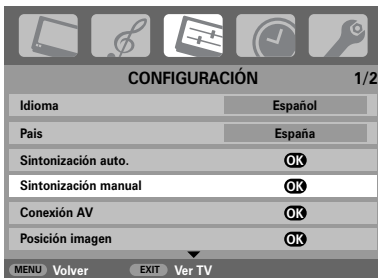 CONFIGURACIÓN 1/2
Idioma Español
Pais España
Sintonización auto. OK
Sintonización manual OK
Conexión AV OK
Posición imagen OK
MENU Volver EXIT Ver TV